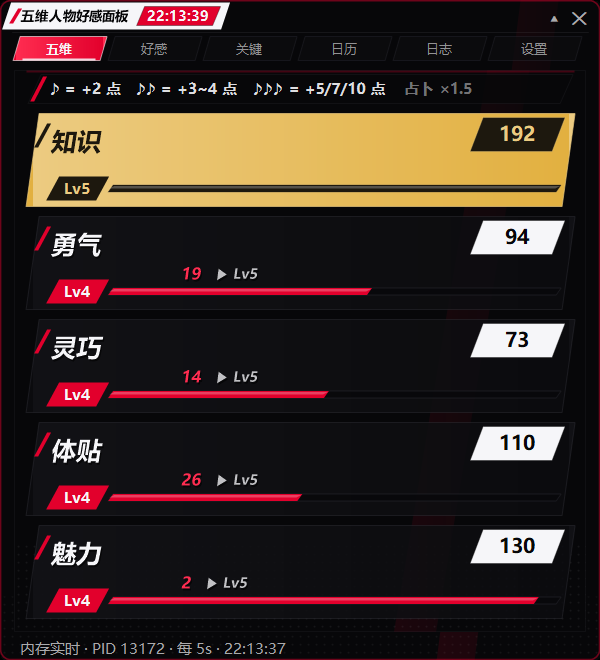 五维人物好感面板 22:13:39
五维 好感 关键 日历 日志 设置
♪ = +2 点 ♪♪ = +3~4 点 ♪♪♪ = +5/7/10 点 占卜 ×1.5
知识 192
Lv5
勇气 94
19 ▶ Lv5
Lv4
灵巧 73
14 ▶ Lv5
Lv4
体贴 110
26 ▶ Lv5
Lv4
魅力 130
2 ▶ Lv5
Lv4
内存实时 · PID 13172 · 每 5s · 22:13:37